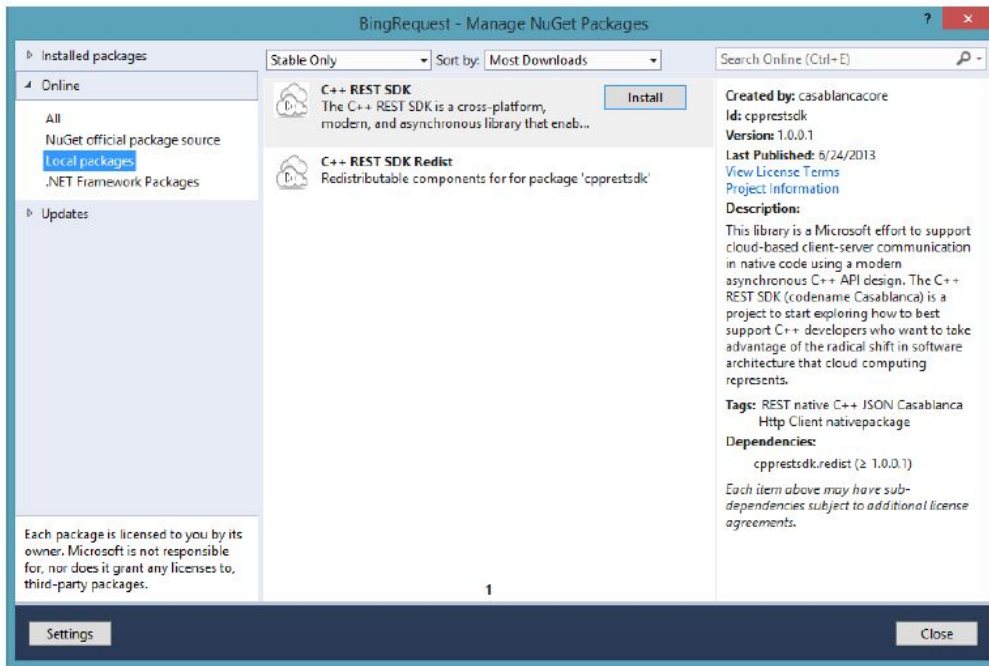 BingRequest - Manage NuGet Packages
?
Installed packages
Online
All
NuGet official package source
Local packages
.NET Framework Packages
Updates
Each package is licensed to you by its
owner. Microsoft is not responsible
for, nor does it grant any licenses to,
third-party packages.
Stable Only
Sort by: Most Downloads
C++ REST SDK
The C++ REST SDK is a cross-platform,
modern, and asynchronous library that enab...
Install
C++ REST SDK Redist
Redistributable components for for package 'cpprestsdk'
1
Search Online (Ctrl+E)
Created by: casablancacore
Id: cpprestsdk
Version: 1.0.0.1
Last Published: 6/24/2013
View License Terms
Project Information
Description:
This library is a Microsoft effort to support
cloud-based client-server communication
in native code using a modern
asynchronous C++ API design. The C++
REST SDK (codename Casablanca) is a
project to start exploring how to best
support C++ developers who want to take
advantage of the radical shift in software
architecture that cloud computing
represents.
Tags: REST native C++ JSON Casablanca
Http Client nativepackage
Dependencies:
cpprestsdk.redist (≥ 1.0.0.1)
Each item above may have sub-
dependencies subject to additional license
agreements.
Settings
Close